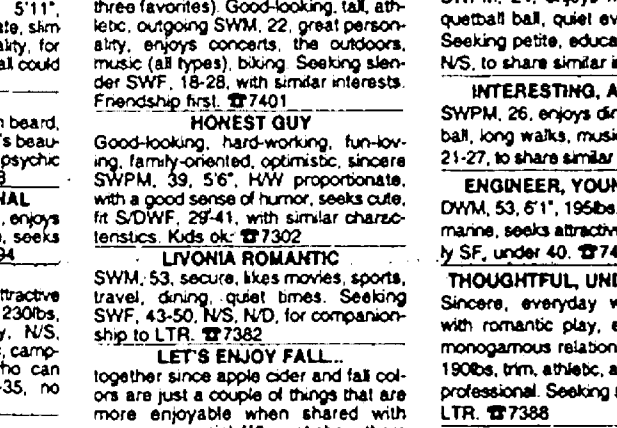 5'11",
ate, slim
ality, for
all could
beard,
's beau-
psychic
enjoys
seeks
94
ttractive
230lbs,
N/S,
camp-
ho can
-35, no
three favorites). Good-looking, tall, ath-
letic, outgoing SWM, 22, great person-
ality, enjoys concerts, the outdoors,
music (all types), biking. Seeking slen-
der SWF, 18-28, with similar interests.
Friendship first. ☎7401
HONEST GUY
Good-looking, hard-working, fun-lov-
ing, family-oriented, optimistic, sincere
SWPM, 39, 5'6", H/W proportionate,
with a good sense of humor, seeks cute,
fit S/DWF, 29-41, with similar charac-
teristics. Kids ok. ☎7302
LIVONIA ROMANTIC
SWM, 53, secure, likes movies, sports,
travel, dining, quiet times. Seeking
SWF, 43-50, N/S, N/D, for companion-
ship to LTR. ☎7382
LET'S ENJOY FALL...
together since apple cider and fall col-
ors are just a couple of things that are
more enjoyable when shared with
quetball ball, quiet ev
Seeking petite, educa
N/S, to share similar i
INTERESTING, A
SWPM, 26, enjoys di
ball, long walks, musi
21-27, to share similar
ENGINEER, YOUN
DWM, 53, 6'1", 195lbs.
marine, seeks attractiv
ly SF, under 40. ☎74
THOUGHTFUL, UN
Sincere, everyday w
with romantic play, e
monogamous relation
190lbs, trim, athletic, a
professional. Seeking
LTR. ☎7388